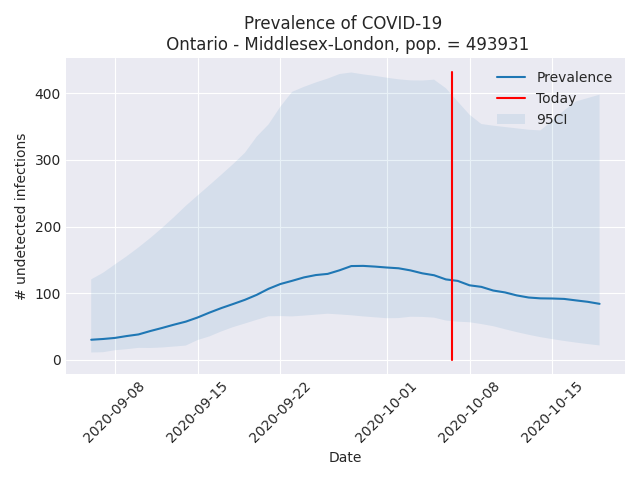 Prevalence of COVID-19
Ontario - Middlesex-London, pop. = 493931
# undetected infections
400
300
200
100
0
Prevalence
Today
95CI
2020-09-08
2020-09-15
2020-09-22
2020-10-01
2020-10-08
2020-10-15
Date